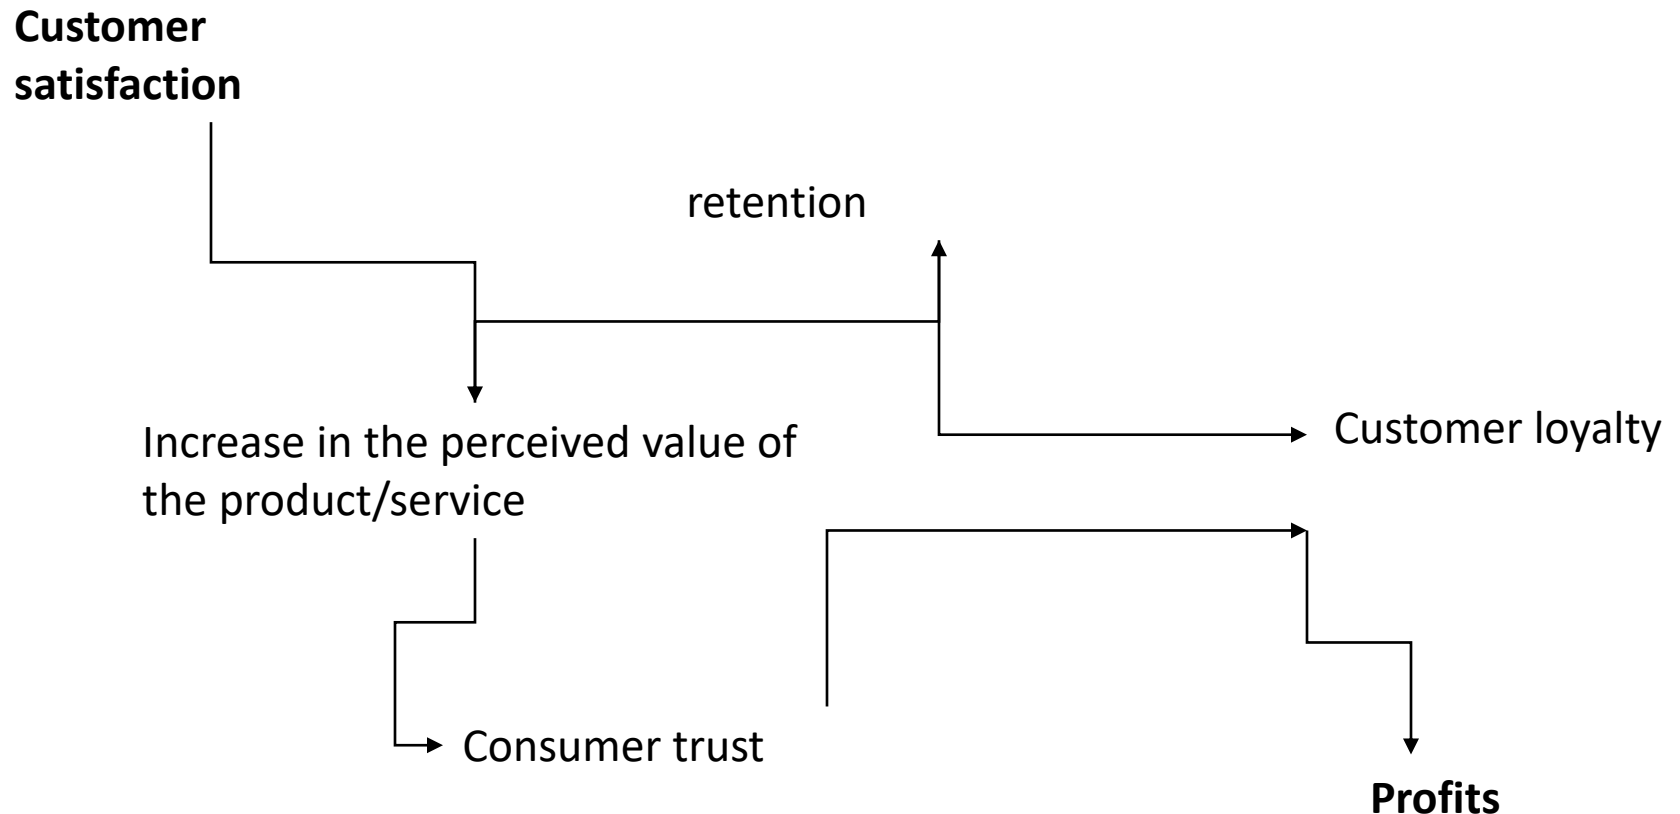 Customer
satisfaction
retention
Increase in the perceived value of
the product/service
Customer loyalty
Consumer trust
Profits